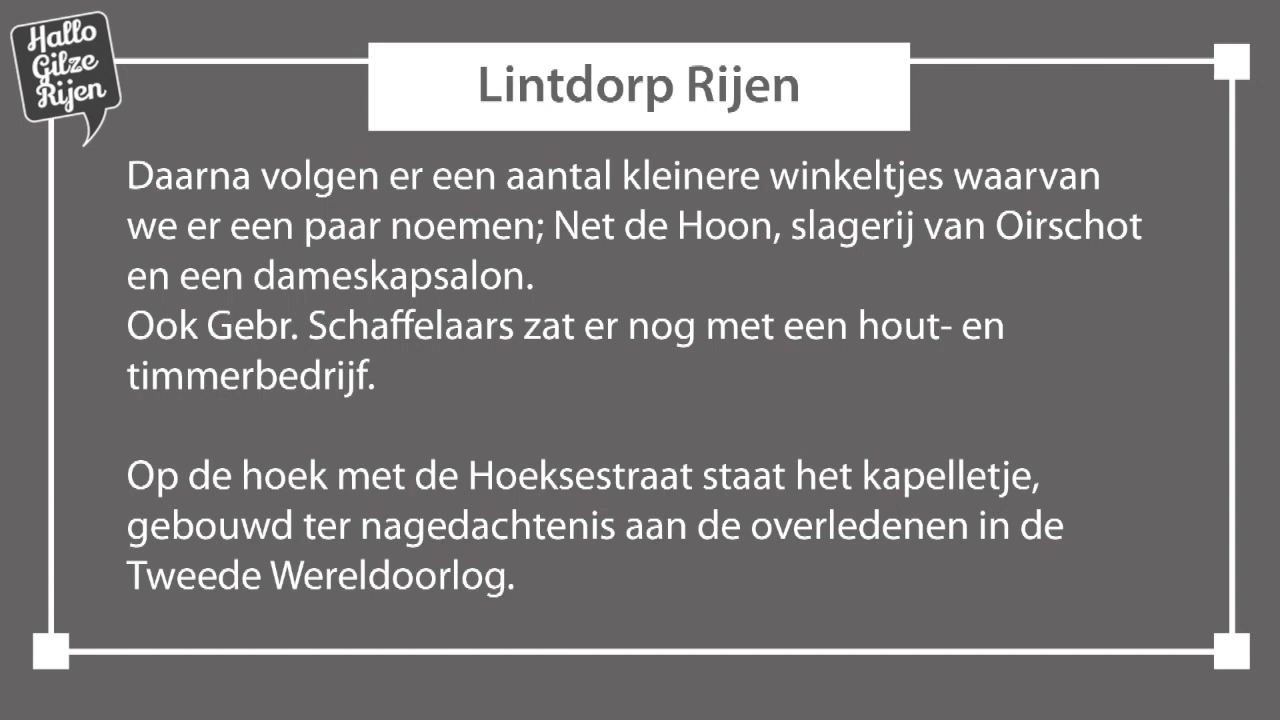 Hallo
Gilze
Rijen
Lintdorp Rijen
Daarna volgen er een aantal kleinere winkeltjes waarvan
we er een paar noemen; Net de Hoon, slagerij van Oirschot
en een dameskapsalon.
Ook Gebr. Schaffelaars zat er nog met een hout- en
timmerbedrijf.
Op de hoek met de Hoeksestraat staat het kapelletje,
gebouwd ter nagedachtenis aan de overledenen in de
Tweede Wereldoorlog.